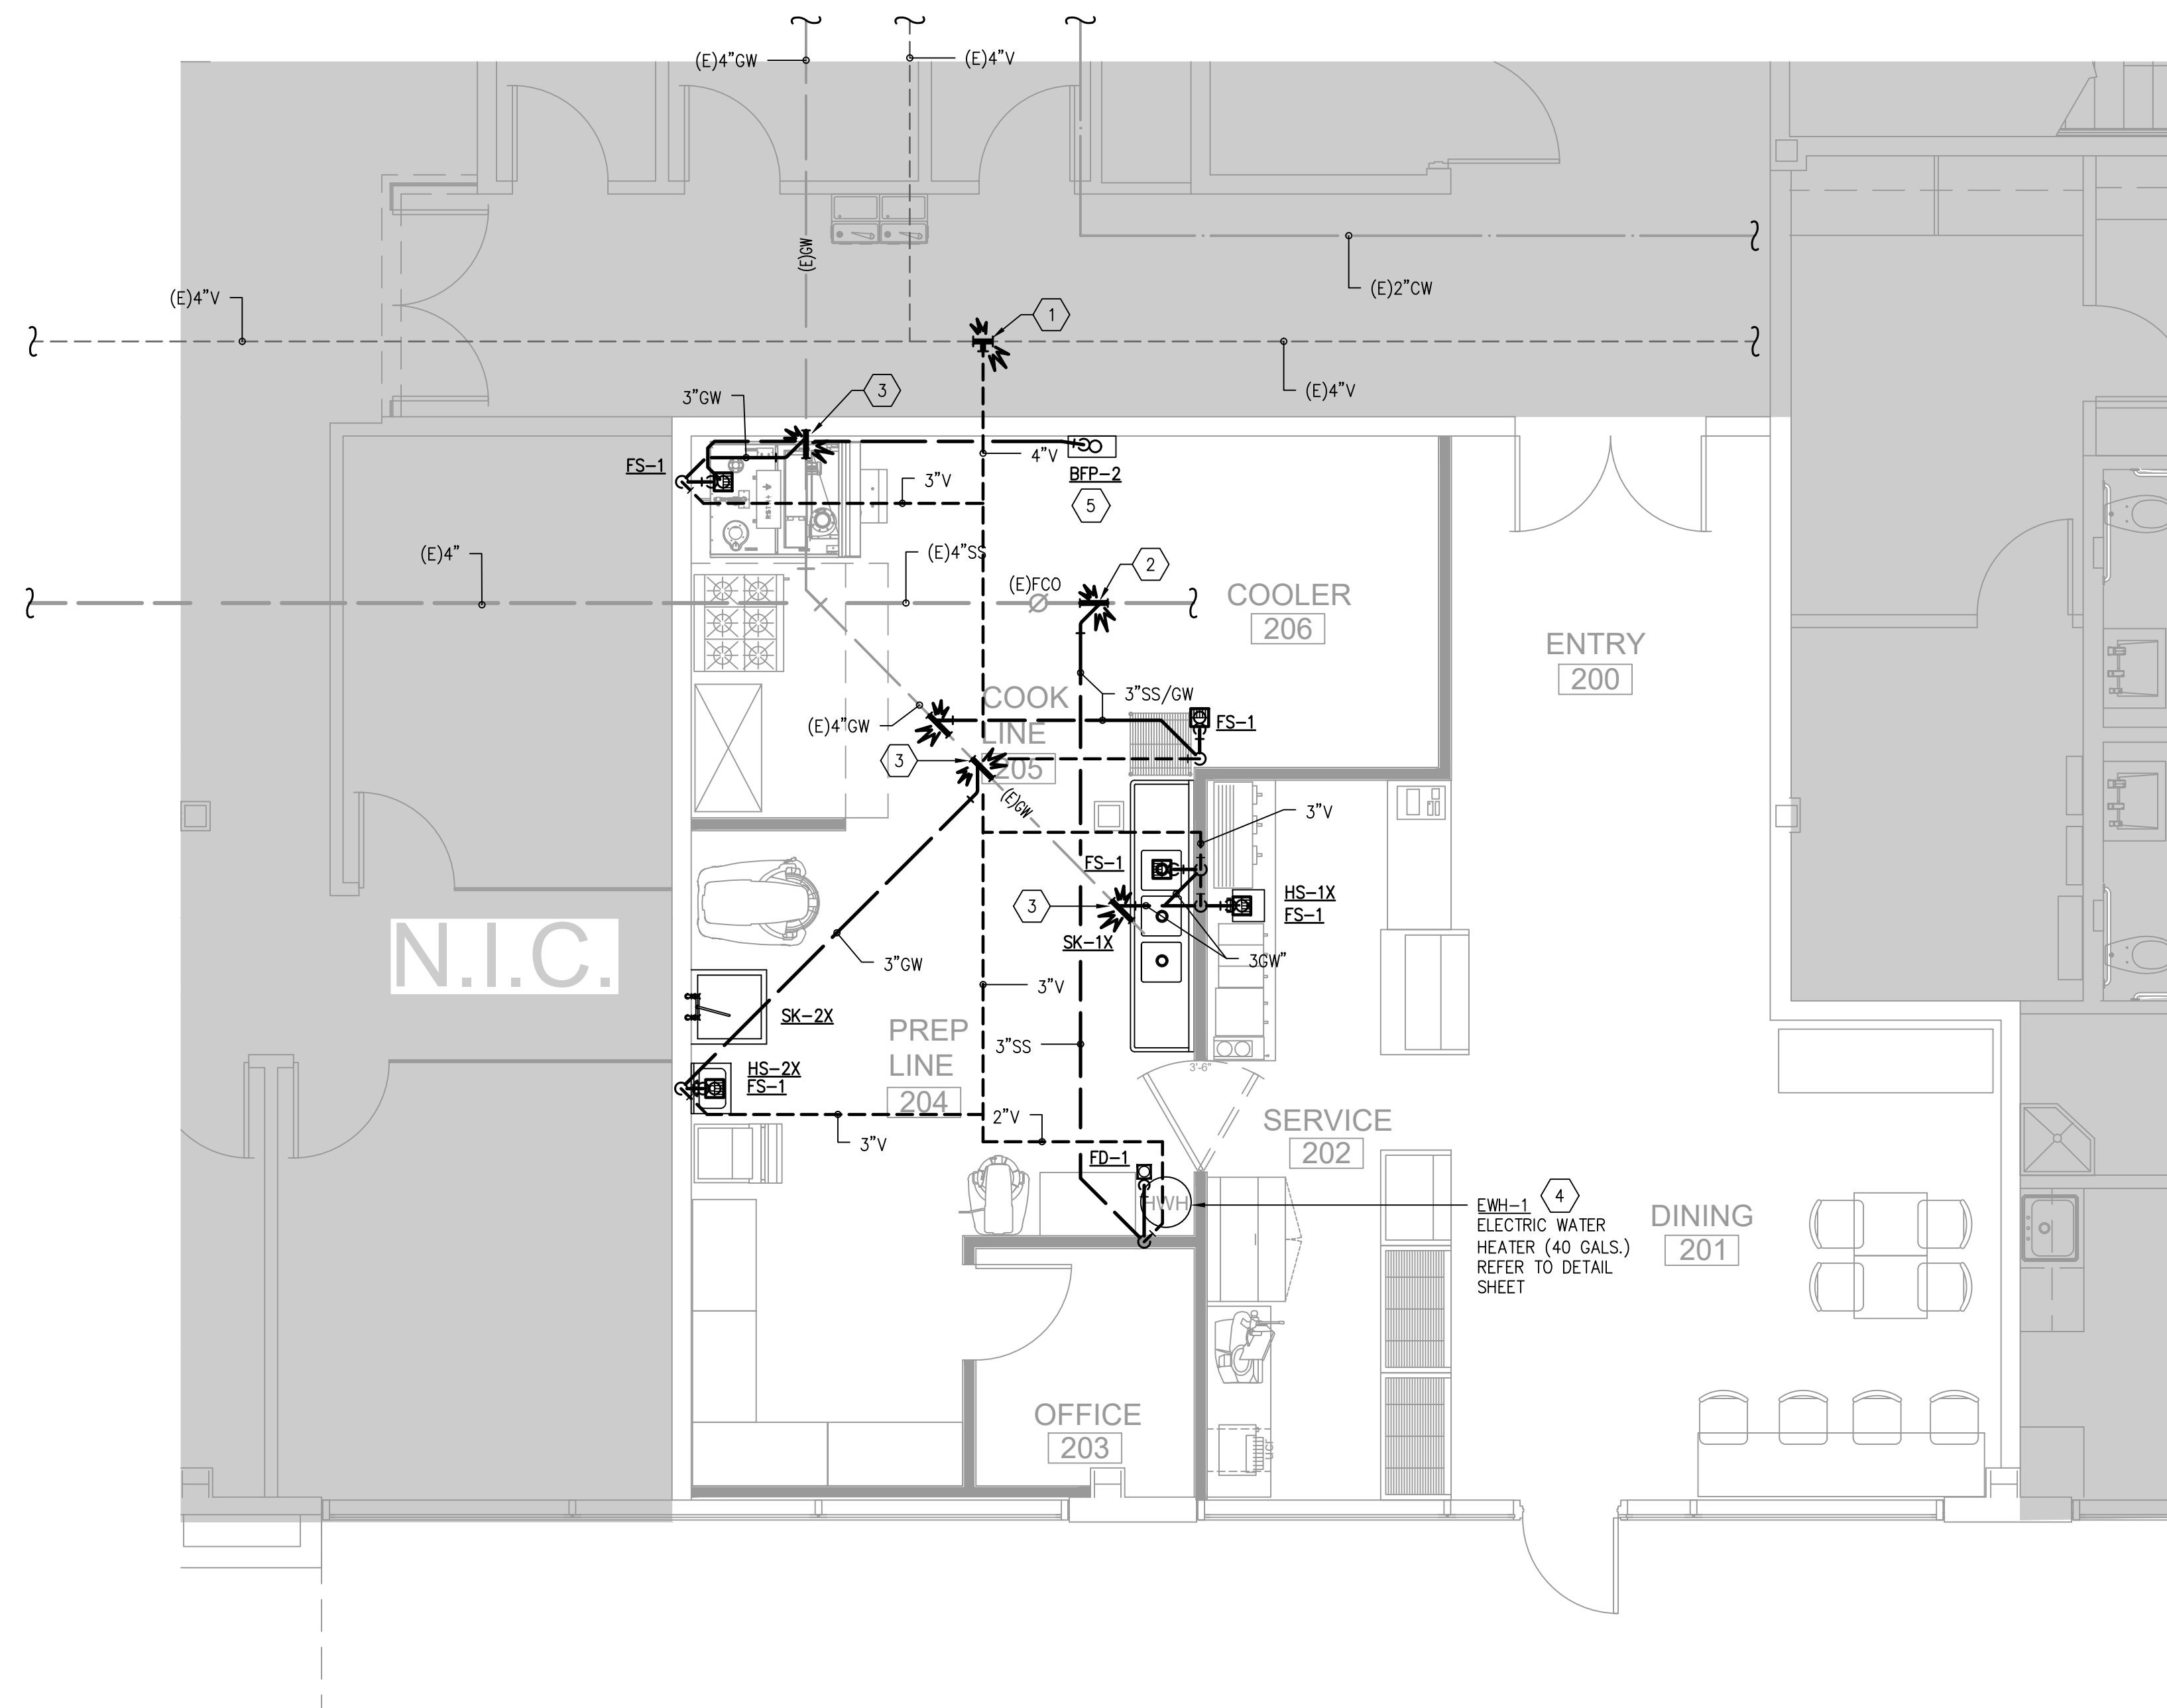 (E)4"GW
(E)4"V
(E)GW
(E)4"V
(E)2"CW
1
(E)4"V
3"GW
3
FS-1
4"V
BFP-2
3"V
5
(E)4"
(E)4"SS
(E)FCO
2
COOLER
206
ENTRY
200
COOK
LINE
205
3"SS/GW
(E)4"GW
FS-1
3
(E)GW
3"V
FS-1
HS-1X
FS-1
3
SK-1X
3GW"
3"GW
N.I.C.
3"V
SK-2X
PREP
LINE
204
3"SS
HS-2X
FS-1
3'-6"
2"V
3"V
SERVICE
202
FD-1
HWH
EWH-1
4
ELECTRIC WATER
HEATER (40 GALS.)
REFER TO DETAIL
SHEET
DINING
201
OFFICE
203
UCF